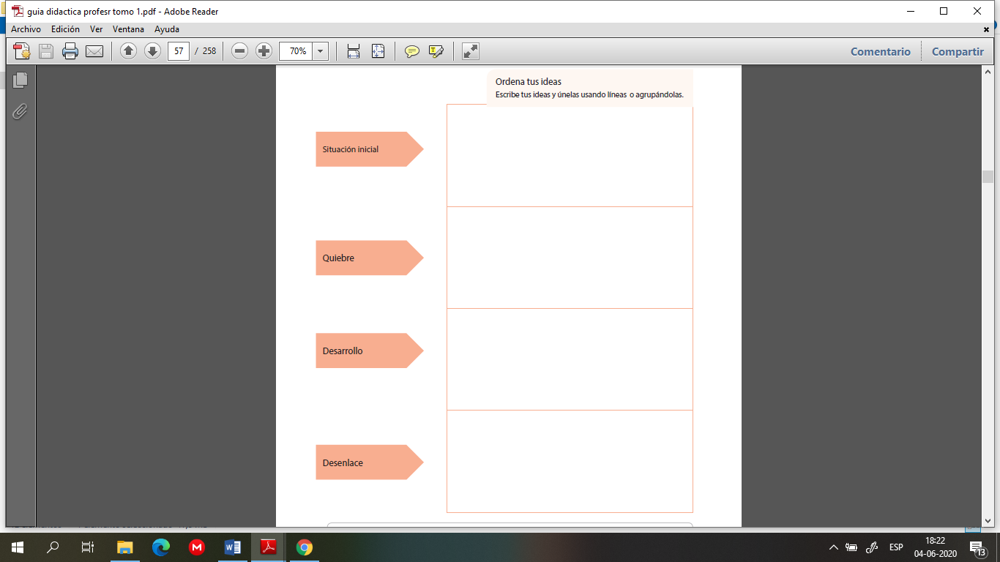 guia didactica profesr tomo 1.pdf - Adobe Reader
Archivo Edición Ver Ventana Ayuda
57 / 258 70% Comentario Compartir
Ordena tus ideas
Escribe tus ideas y únelas usando líneas o agrupándolas.
Situación inicial
Quiebre
Desarrollo
Desenlace
ESP 18:22
04-06-2020 13